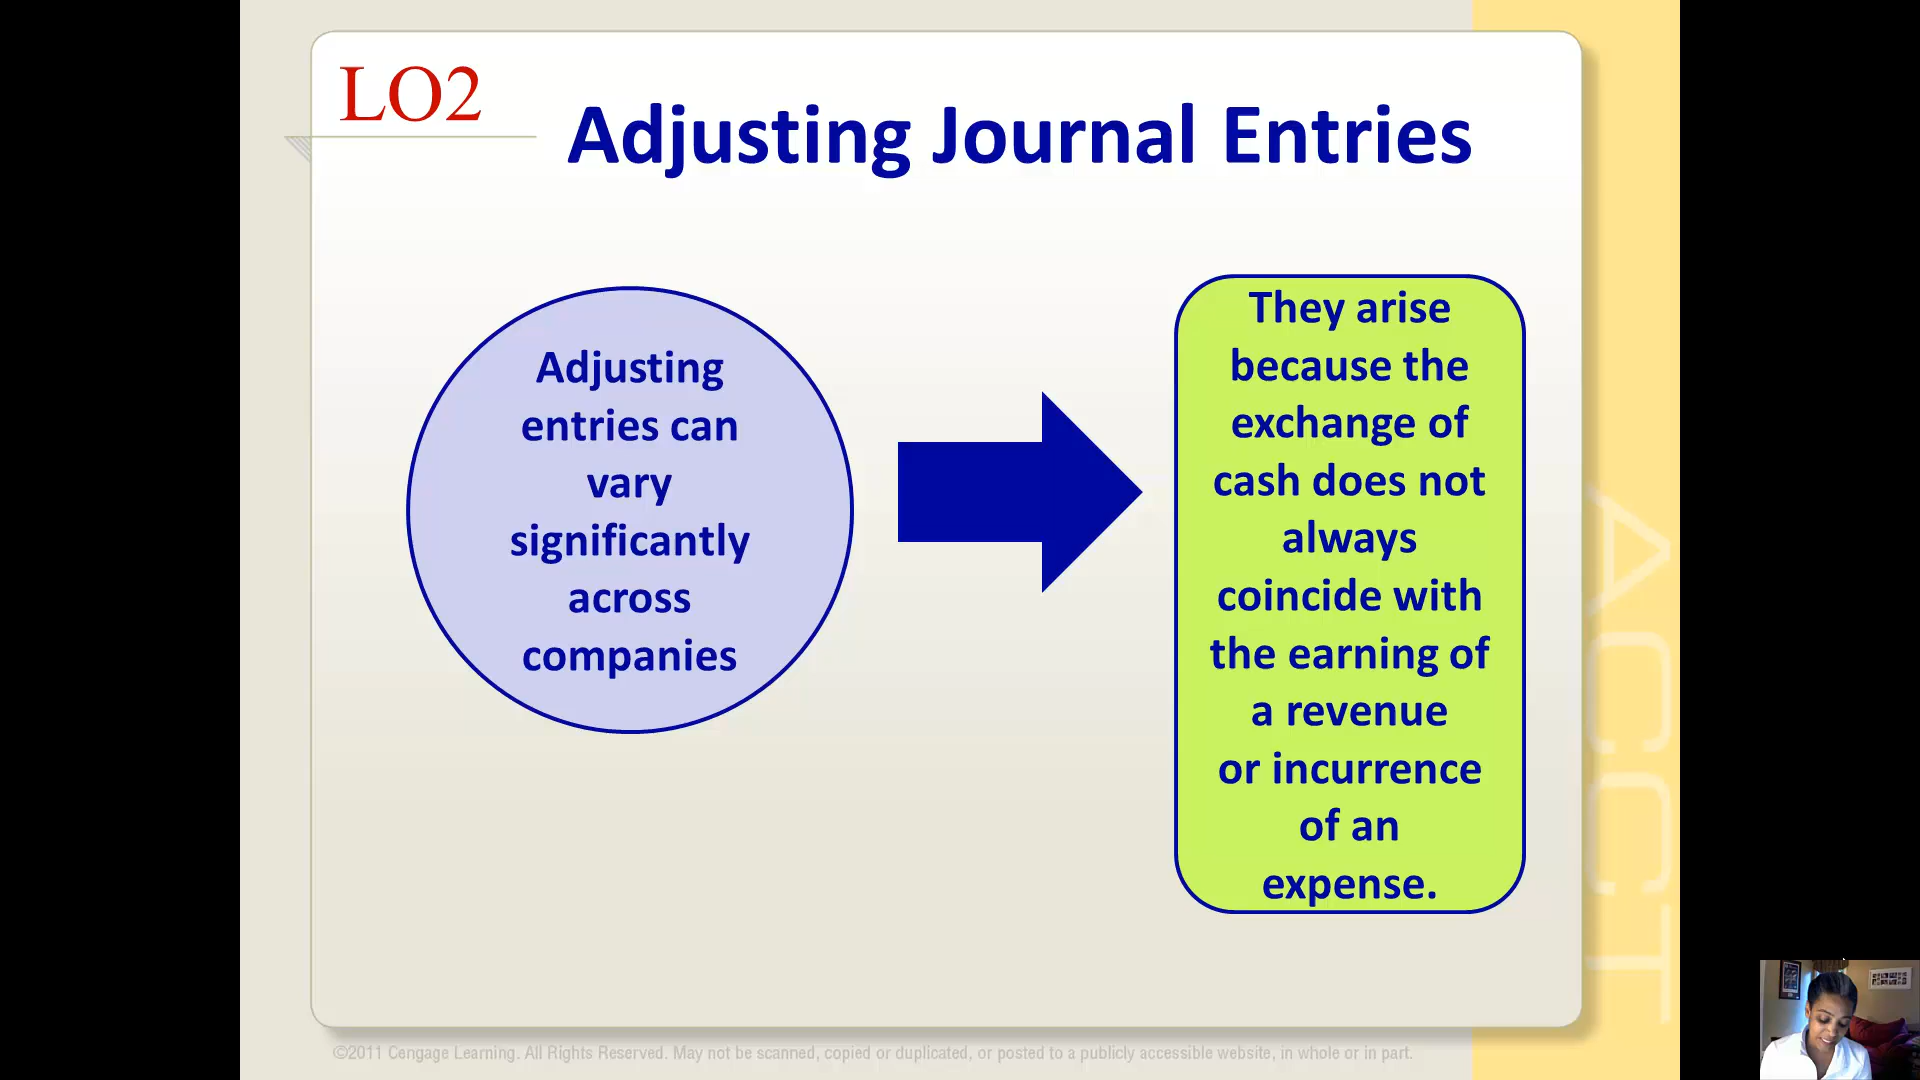 LO2
Adjusting Journal Entries
Adjusting
entries can
vary
significantly
across
companies
They arise
because the
exchange of
cash does not
always
coincide with
the earning of
a revenue
or incurrence
of an
expense.
ACCT
©2011 Cengage Learning. All Rights Reserved. May not be scanned, copied or duplicated, or posted to a publicly accessible website, in whole or in part.